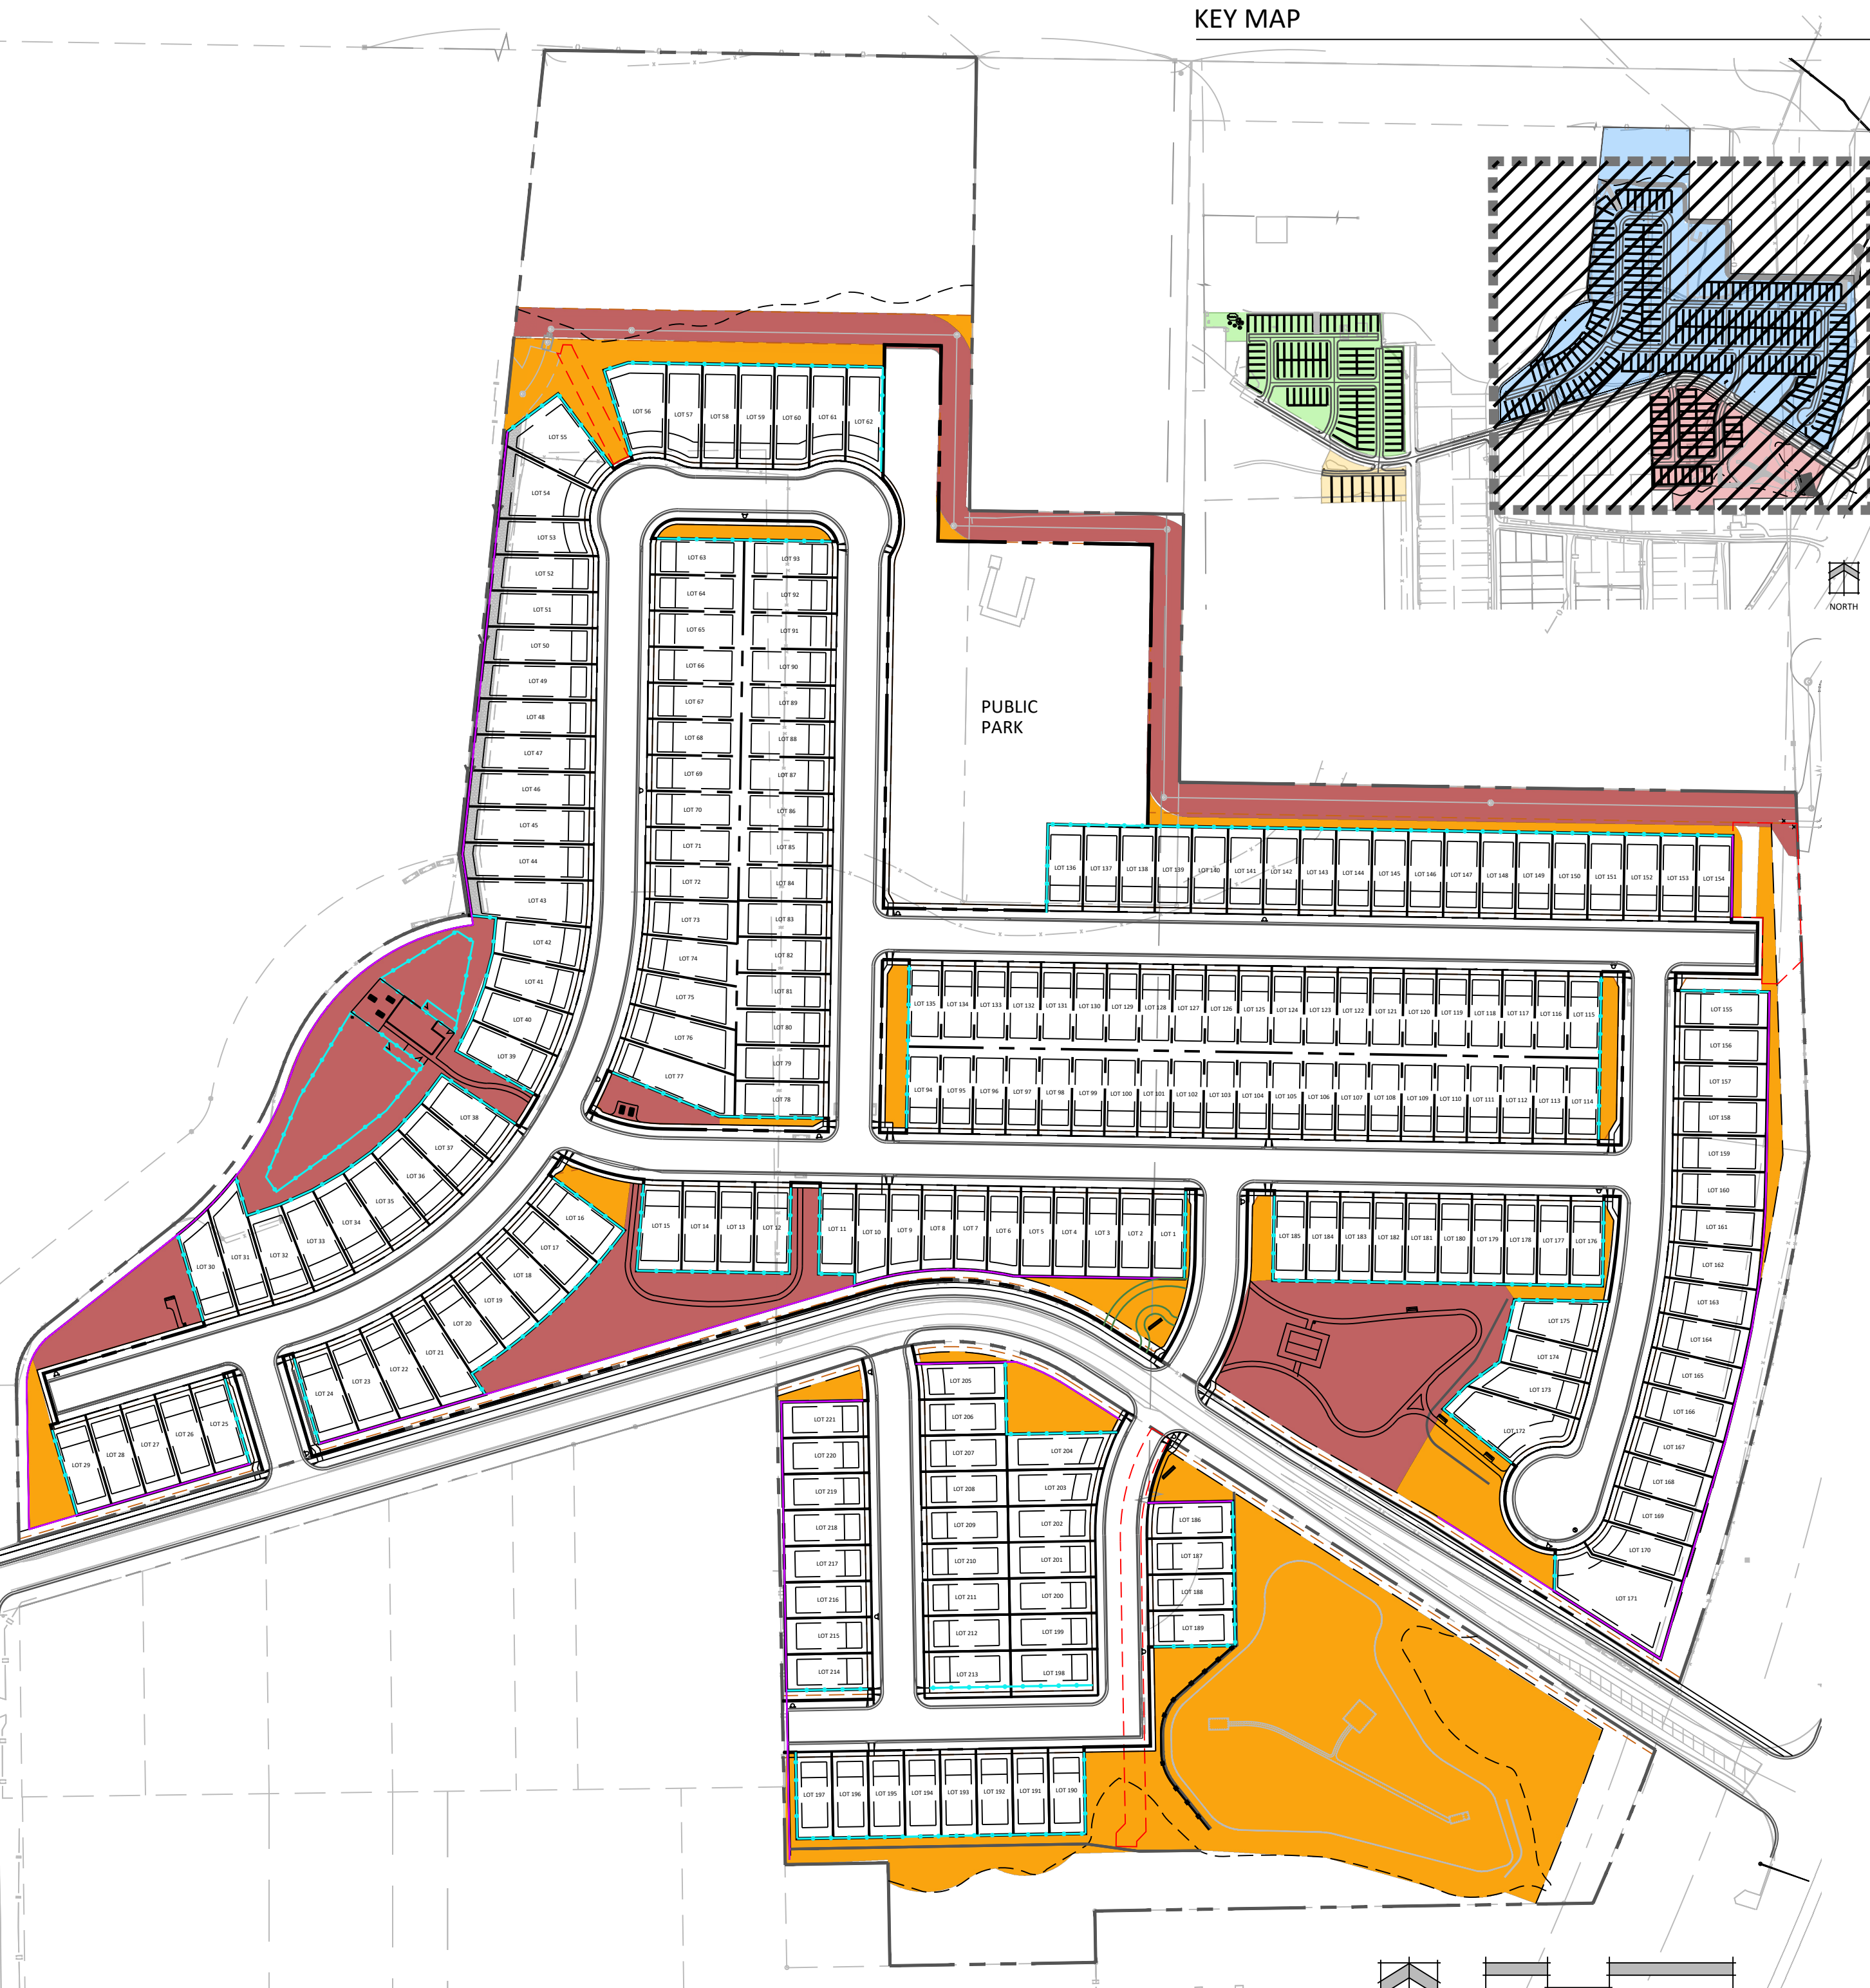 KEY MAP
NORTH
PUBLIC
PARK
LOT 56
LOT 57
LOT 58
LOT 59
LOT 60
LOT 61
LOT 62
LOT 55
LOT 54
LOT 53
LOT 52
LOT 51
LOT 50
LOT 49
LOT 48
LOT 47
LOT 46
LOT 45
LOT 44
LOT 43
LOT 42
LOT 41
LOT 40
LOT 39
LOT 38
LOT 37
LOT 36
LOT 35
LOT 34
LOT 33
LOT 32
LOT 31
LOT 30
LOT 63
LOT 64
LOT 65
LOT 66
LOT 67
LOT 68
LOT 69
LOT 70
LOT 71
LOT 72
LOT 73
LOT 74
LOT 75
LOT 76
LOT 77
LOT 93
LOT 92
LOT 91
LOT 90
LOT 89
LOT 88
LOT 87
LOT 86
LOT 85
LOT 84
LOT 83
LOT 82
LOT 81
LOT 80
LOT 79
LOT 78
LOT 136
LOT 137
LOT 138
LOT 139
LOT 140
LOT 141
LOT 142
LOT 143
LOT 144
LOT 145
LOT 146
LOT 147
LOT 148
LOT 149
LOT 150
LOT 151
LOT 152
LOT 153
LOT 154
LOT 135
LOT 134
LOT 133
LOT 132
LOT 131
LOT 130
LOT 129
LOT 128
LOT 127
LOT 126
LOT 125
LOT 124
LOT 123
LOT 122
LOT 121
LOT 120
LOT 119
LOT 118
LOT 117
LOT 116
LOT 115
LOT 94
LOT 95
LOT 96
LOT 97
LOT 98
LOT 99
LOT 100
LOT 101
LOT 102
LOT 103
LOT 104
LOT 105
LOT 106
LOT 107
LOT 108
LOT 109
LOT 110
LOT 111
LOT 112
LOT 113
LOT 114
LOT 155
LOT 156
LOT 157
LOT 158
LOT 159
LOT 160
LOT 161
LOT 162
LOT 163
LOT 164
LOT 165
LOT 166
LOT 167
LOT 168
LOT 169
LOT 170
LOT 171
LOT 16
LOT 17
LOT 18
LOT 19
LOT 20
LOT 21
LOT 22
LOT 23
LOT 24
LOT 25
LOT 26
LOT 27
LOT 28
LOT 29
LOT 15
LOT 14
LOT 13
LOT 12
LOT 11
LOT 10
LOT 9
LOT 8
LOT 7
LOT 6
LOT 5
LOT 4
LOT 3
LOT 2
LOT 1
LOT 185
LOT 184
LOT 183
LOT 182
LOT 181
LOT 180
LOT 179
LOT 178
LOT 177
LOT 176
LOT 175
LOT 174
LOT 173
LOT 172
LOT 221
LOT 220
LOT 219
LOT 218
LOT 217
LOT 216
LOT 215
LOT 214
LOT 205
LOT 206
LOT 207
LOT 208
LOT 209
LOT 210
LOT 211
LOT 212
LOT 213
LOT 204
LOT 203
LOT 202
LOT 201
LOT 200
LOT 199
LOT 198
LOT 186
LOT 187
LOT 188
LOT 189
LOT 197
LOT 196
LOT 195
LOT 194
LOT 193
LOT 192
LOT 191
LOT 190